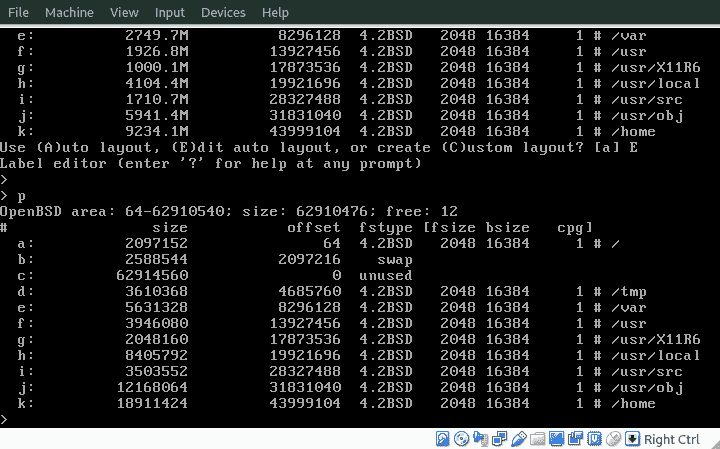 File Machine View Input Devices Help
e: 2749.7M 8296128 4.2BSD 2048 16384 1 # /var
f: 1926.8M 13927456 4.2BSD 2048 16384 1 # /usr
g: 1000.1M 17873536 4.2BSD 2048 16384 1 # /usr/X11R6
h: 4104.4M 19921696 4.2BSD 2048 16384 1 # /usr/local
i: 1710.7M 28327488 4.2BSD 2048 16384 1 # /usr/src
j: 5941.4M 31831040 4.2BSD 2048 16384 1 # /usr/obj
k: 9234.1M 43999104 4.2BSD 2048 16384 1 # /home
Use (A)uto layout, (E)dit auto layout, or create (C)ustom layout? [a] E
Label editor (enter '?' for help at any prompt)
>
> p
OpenBSD area: 64-62910540; size: 62910476; free: 12
# size offset fstype [fsize bsize cpg]
a: 2097152 64 4.2BSD 2048 16384 1 # /
b: 2588544 2097216 swap
c: 62914560 0 unused
d: 3610368 4685760 4.2BSD 2048 16384 1 # /tmp
e: 5631328 8296128 4.2BSD 2048 16384 1 # /var
f: 3946080 13927456 4.2BSD 2048 16384 1 # /usr
g: 2048160 17873536 4.2BSD 2048 16384 1 # /usr/X11R6
h: 8405792 19921696 4.2BSD 2048 16384 1 # /usr/local
i: 3503552 28327488 4.2BSD 2048 16384 1 # /usr/src
j: 12168064 31831040 4.2BSD 2048 16384 1 # /usr/obj
k: 18911424 43999104 4.2BSD 2048 16384 1 # /home
>
Right Ctrl